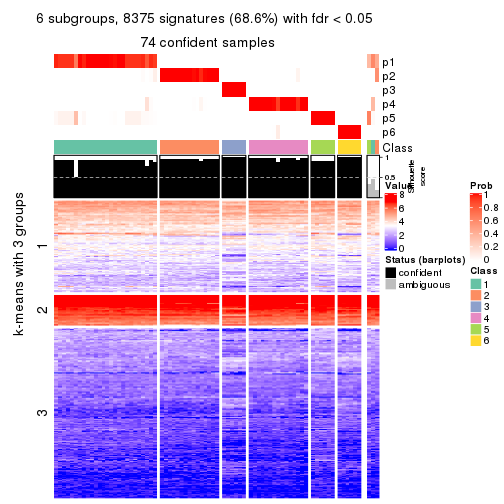 6 subgroups, 8375 signatures (68.6%) with fdr < 0.05
74 confident samples
p1
p2
p3
p4
p5
p6
Class
1
0.5
0
Silhouette
score
k-means with 3 groups
1
2
3
Value
8
6
4
2
0
Status (barplots)
confident
ambiguous
Prob
1
0.8
0.6
0.4
0.2
0
Class
1
2
3
4
5
6